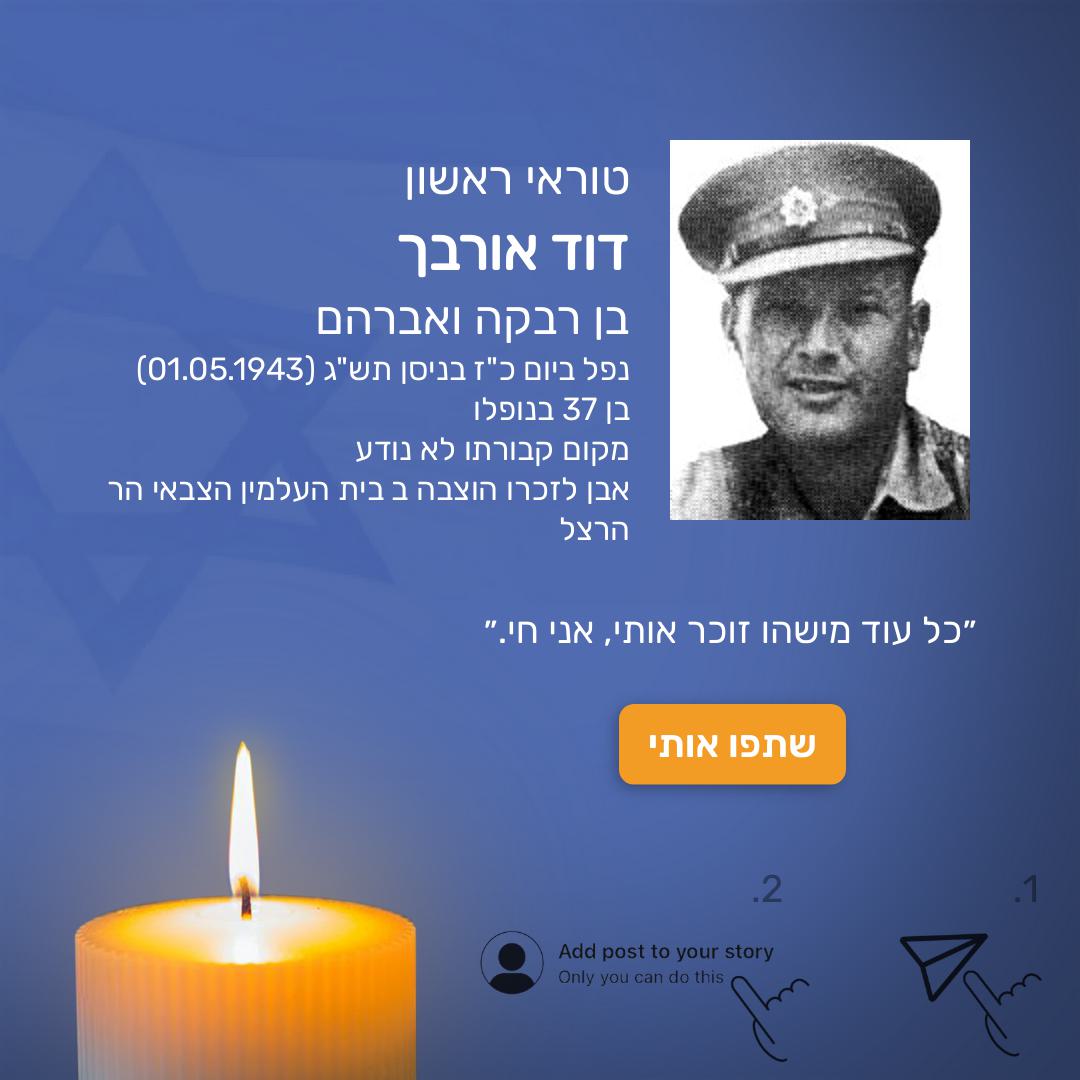 טוראי ראשון
דוד אורבך
בן רבקה ואברהם
נפל ביום כ"ז בניסן תש"ג (01.05.1943)
בן 37 בנופלו
מקום קבורתו לא נודע
אבן לזכרו הוצבה ב בית העלמין הצבאי הר
הרצל
״כל עוד מישהו זוכר אותי, אני חי.״
שתפו אותי
1.
2.
Add post to your story
Only you can do this